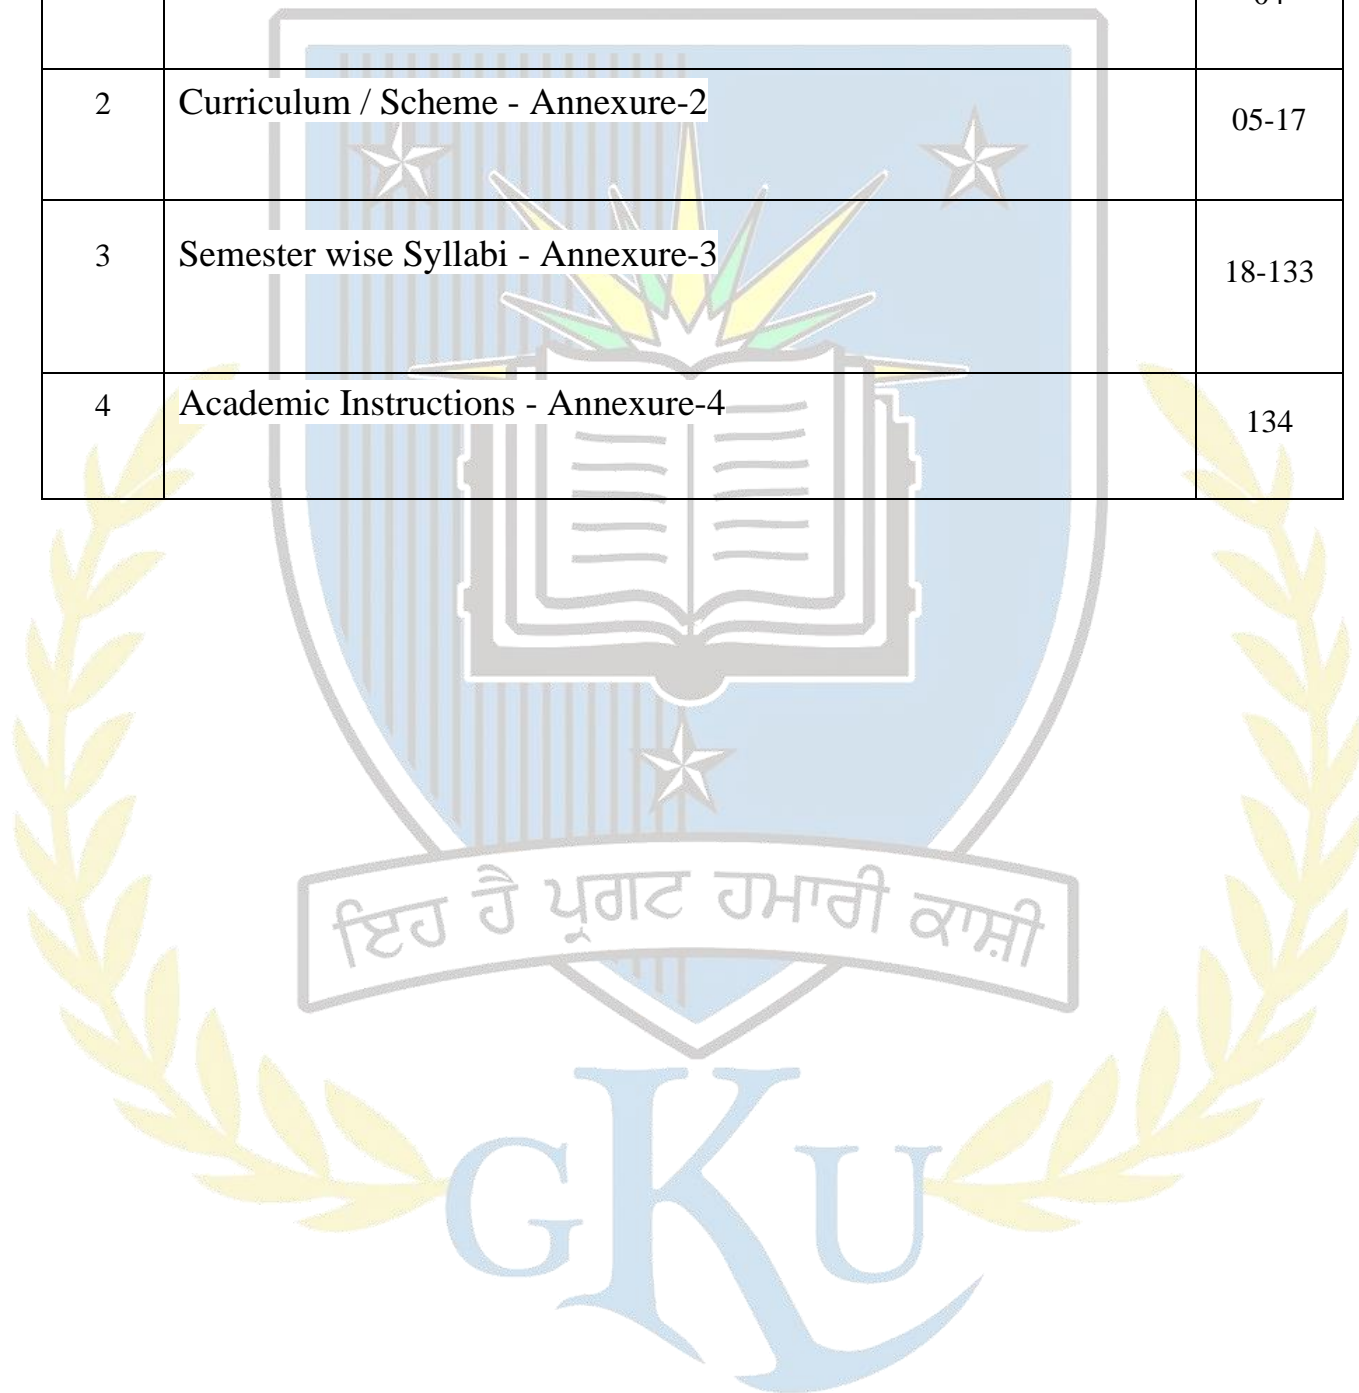 04
2 Curriculum / Scheme - Annexure-2 05-17
3 Semester wise Syllabi - Annexure-3 18-133
4 Academic Instructions - Annexure-4 134
ਇਹ ਹੈ ਪ੍ਰਗਟ ਹਮਾਰੀ ਕਾਸ਼ੀ
GKU